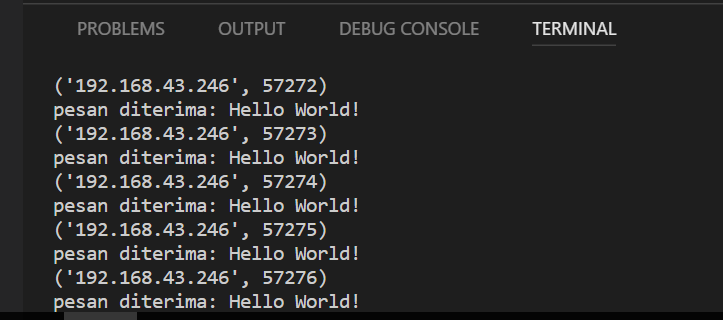 PROBLEMS OUTPUT DEBUG CONSOLE TERMINAL
('192.168.43.246', 57272)
pesan diterima: Hello World!
('192.168.43.246', 57273)
pesan diterima: Hello World!
('192.168.43.246', 57274)
pesan diterima: Hello World!
('192.168.43.246', 57275)
pesan diterima: Hello World!
('192.168.43.246', 57276)
pesan diterima: Hello World!